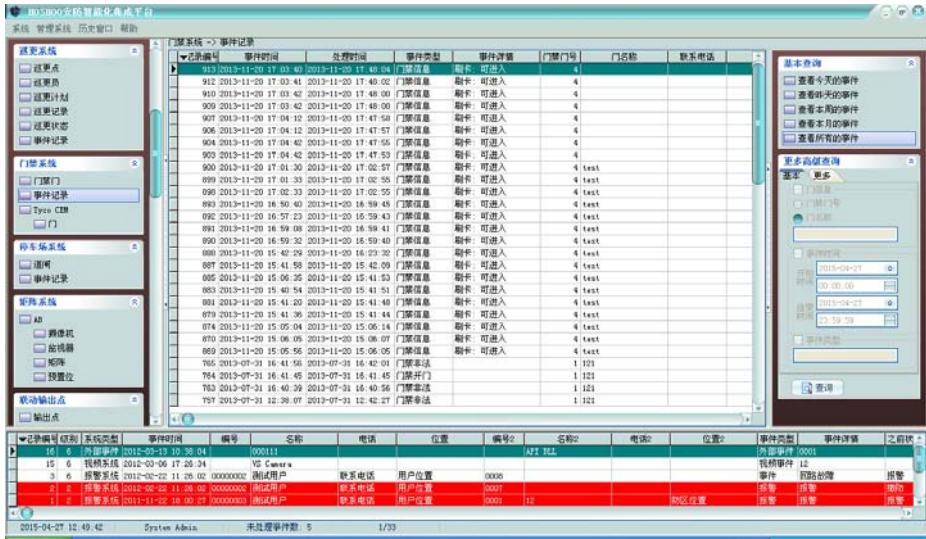 HOSHOO安防智能化集成平台
系统 管理系统 历史窗口 帮助
巡更系统
巡更点
巡更员
巡更计划
巡更记录
巡更状态
事件记录
门禁系统
门禁门
事件记录
Tyco CEM
门
停车场系统
道闸
事件记录
矩阵系统
AD
摄像机
监视器
矩阵
预置位
联动输出点
输出点
门禁系统 -> 事件记录
记录编号 事件时间 处理时间 事件类型 事件详情 门禁门号 门名称 联系电话
913 2013-11-20 17:03:40 2013-11-20 17:48:04 门禁信息 刷卡: 可进入 4
912 2013-11-20 17:03:41 2013-11-20 17:48:02 门禁信息 刷卡: 可进入 4
910 2013-11-20 17:03:42 2013-11-20 17:48:00 门禁信息 刷卡: 可进入 4
909 2013-11-20 17:03:42 2013-11-20 17:48:00 门禁信息 刷卡: 可进入 4
907 2013-11-20 17:04:12 2013-11-20 17:47:58 门禁信息 刷卡: 可进入 4
906 2013-11-20 17:04:12 2013-11-20 17:47:57 门禁信息 刷卡: 可进入 4
904 2013-11-20 17:04:42 2013-11-20 17:47:55 门禁信息 刷卡: 可进入 4
903 2013-11-20 17:04:42 2013-11-20 17:47:53 门禁信息 刷卡: 可进入 4
900 2013-11-20 17:01:30 2013-11-20 17:02:57 门禁信息 刷卡: 可进入 4 test
899 2013-11-20 17:01:33 2013-11-20 17:02:55 门禁信息 刷卡: 可进入 4 test
898 2013-11-20 17:02:33 2013-11-20 17:02:55 门禁信息 刷卡: 可进入 4 test
893 2013-11-20 16:50:40 2013-11-20 16:59:45 门禁信息 刷卡: 可进入 4 test
892 2013-11-20 16:57:23 2013-11-20 16:59:43 门禁信息 刷卡: 可进入 4 test
891 2013-11-20 16:59:08 2013-11-20 16:59:41 门禁信息 刷卡: 可进入 4 test
890 2013-11-20 16:59:32 2013-11-20 16:59:40 门禁信息 刷卡: 可进入 4 test
888 2013-11-20 15:42:29 2013-11-20 16:23:32 门禁信息 刷卡: 可进入 4 test
887 2013-11-20 15:41:58 2013-11-20 15:42:09 门禁信息 刷卡: 可进入 4 test
885 2013-11-20 15:06:35 2013-11-20 15:41:53 门禁信息 刷卡: 可进入 4 test
883 2013-11-20 15:40:54 2013-11-20 15:41:51 门禁信息 刷卡: 可进入 4 test
881 2013-11-20 15:41:20 2013-11-20 15:41:48 门禁信息 刷卡: 可进入 4 test
879 2013-11-20 15:41:36 2013-11-20 15:41:44 门禁信息 刷卡: 可进入 4 test
874 2013-11-20 15:05:04 2013-11-20 15:06:14 门禁信息 刷卡: 可进入 4 test
870 2013-11-20 15:06:05 2013-11-20 15:06:07 门禁信息 刷卡: 可进入 4 test
869 2013-11-20 15:05:56 2013-11-20 15:06:05 门禁信息 刷卡: 可进入 4 test
765 2013-07-31 16:41:56 2013-07-31 16:42:01 门禁非法 1 121
764 2013-07-31 16:41:45 2013-07-31 16:41:45 门禁开门 1 121
763 2013-07-31 16:40:39 2013-07-31 16:40:56 门禁非法 1 121
757 2013-07-31 12:38:07 2013-07-31 12:42:27 门禁非法 1 121
基本查询
查看今天的事件
查看昨天的事件
查看本周的事件
查看本月的事件
查看所有的事件
更多高级查询
基本 更多
门信息
门禁门号
门名称
事件时间
开始时间 2015-04-27
00:00:00
结束时间 2015-04-27
23:59:59
事件类型
查询
记录编号 级别 系统类型 事件时间 编号 名称 电话 位置 编号2 名称2 电话2 位置2 事件类型 事件详情 之前状
16 6 外部事件 2012-03-13 10:38:04 000111 API DLL 外部事件 0001
15 6 视频系统 2012-03-06 17:26:34 VS Camera 视频事件 12
3 6 报警系统 2012-02-22 11:26:02 00000002 测试用户 联系电话 用户位置 0008 事件 回路故障 报警
2 2 报警系统 2012-02-22 11:26:02 00000002 测试用户 联系电话 用户位置 0007 报警 报警 撤防
1 2 报警系统 2011-11-22 18:00:27 00000003 测试用户 联系电话 用户位置 0001 12 防区位置 报警 报警 报警
2015-04-27 12:49:42 System Admin 未处理事件数: 5 1/33